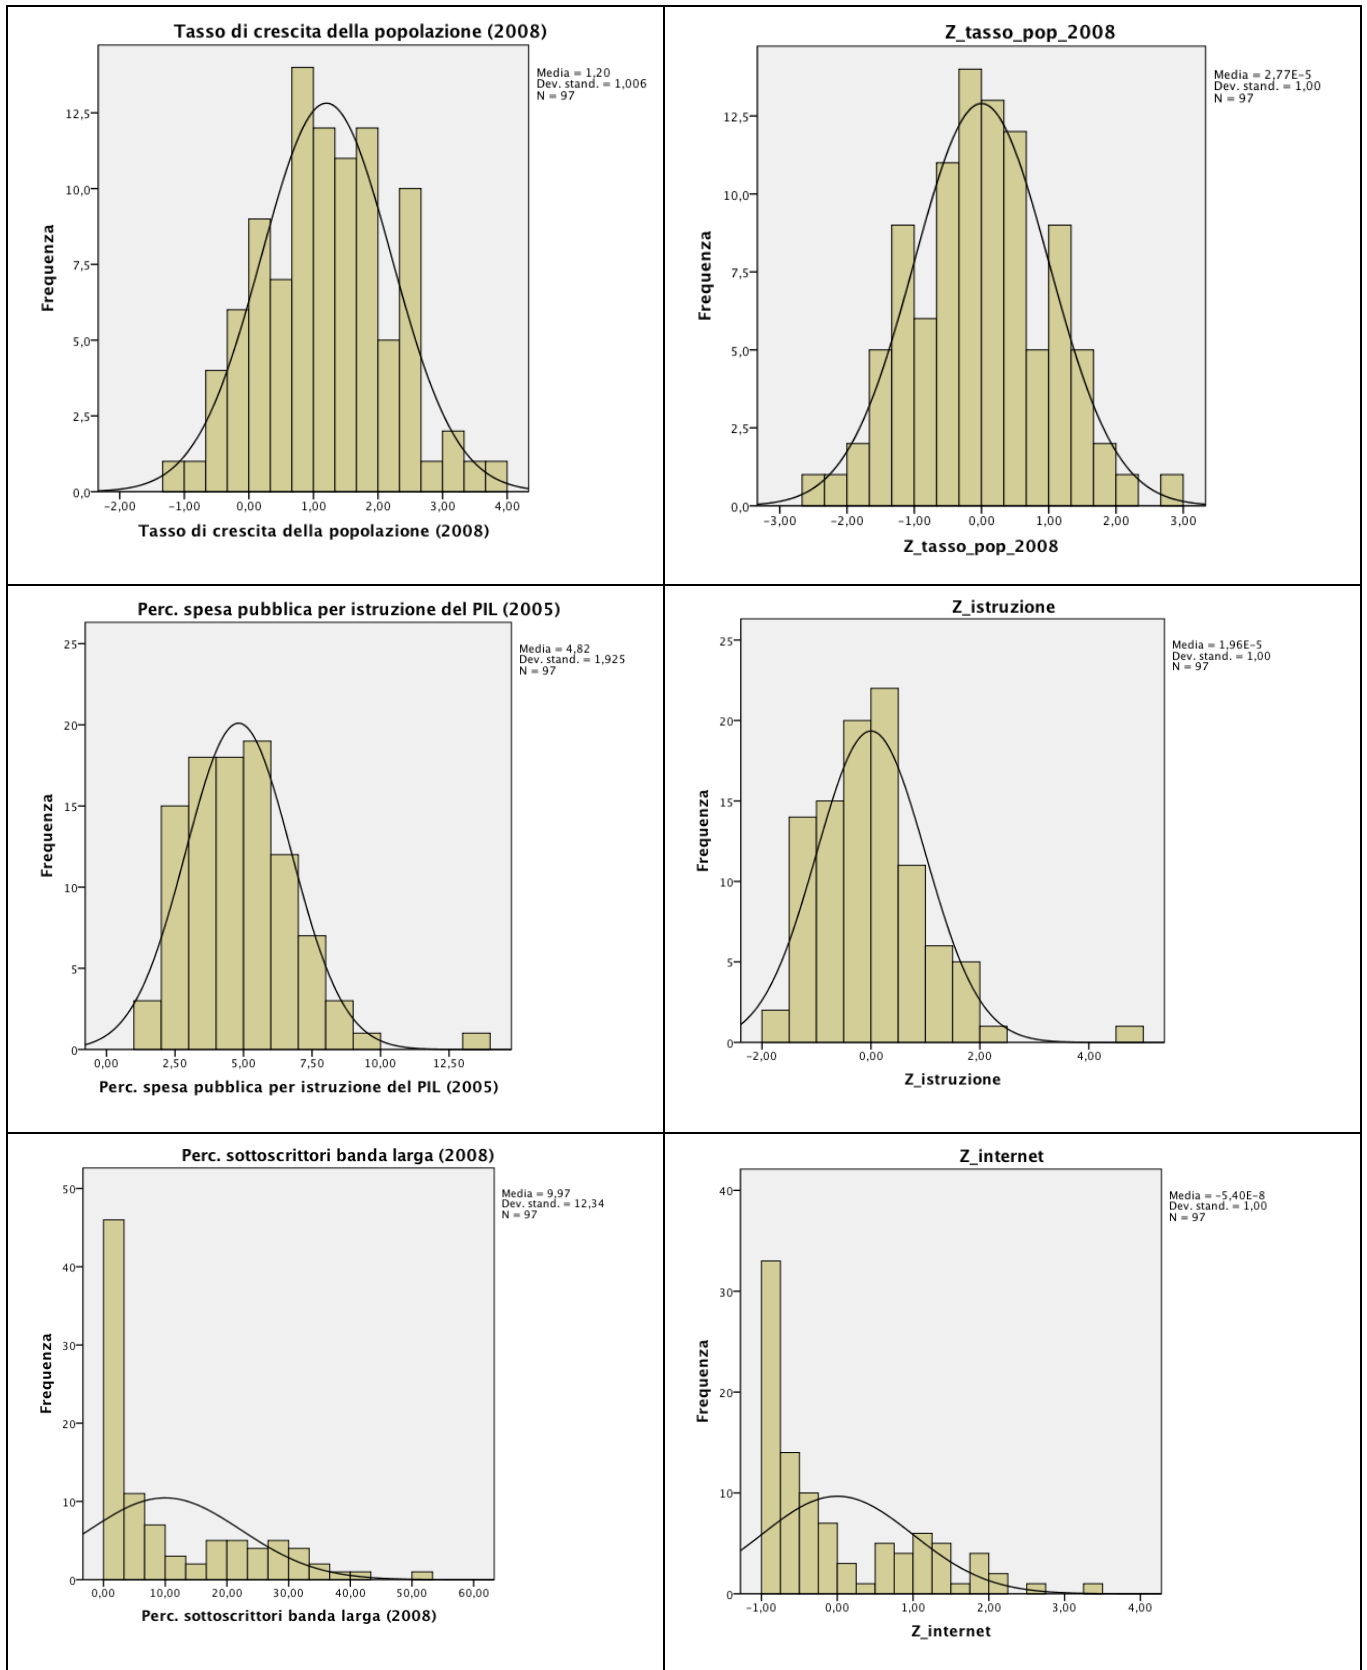 Tasso di crescita della popolazione (2008)
Media = 1,20
Dev. stand. = 1,006
N = 97
12,5
10,0
7,5
5,0
2,5
0,0
Frequenza
-2,00 -1,00 0,00 1,00 2,00 3,00 4,00
Tasso di crescita della popolazione (2008)
Z_tasso_pop_2008
Media = 2,77E-5
Dev. stand. = 1,00
N = 97
12,5
10,0
7,5
5,0
2,5
0,0
Frequenza
-3,00 -2,00 -1,00 0,00 1,00 2,00 3,00
Z_tasso_pop_2008
Perc. spesa pubblica per istruzione del PIL (2005)
Media = 4,82
Dev. stand. = 1,925
N = 97
25
20
15
10
5
0
Frequenza
0,00 2,50 5,00 7,50 10,00 12,50
Perc. spesa pubblica per istruzione del PIL (2005)
Z_istruzione
Media = 1,96E-5
Dev. stand. = 1,00
N = 97
25
20
15
10
5
0
Frequenza
-2,00 0,00 2,00 4,00
Z_istruzione
Perc. sottoscrittori banda larga (2008)
Media = 9,97
Dev. stand. = 12,34
N = 97
50
40
30
20
10
0
Frequenza
0,00 10,00 20,00 30,00 40,00 50,00 60,00
Perc. sottoscrittori banda larga (2008)
Z_internet
Media = -5,40E-8
Dev. stand. = 1,00
N = 97
40
30
20
10
0
Frequenza
-1,00 0,00 1,00 2,00 3,00 4,00
Z_internet